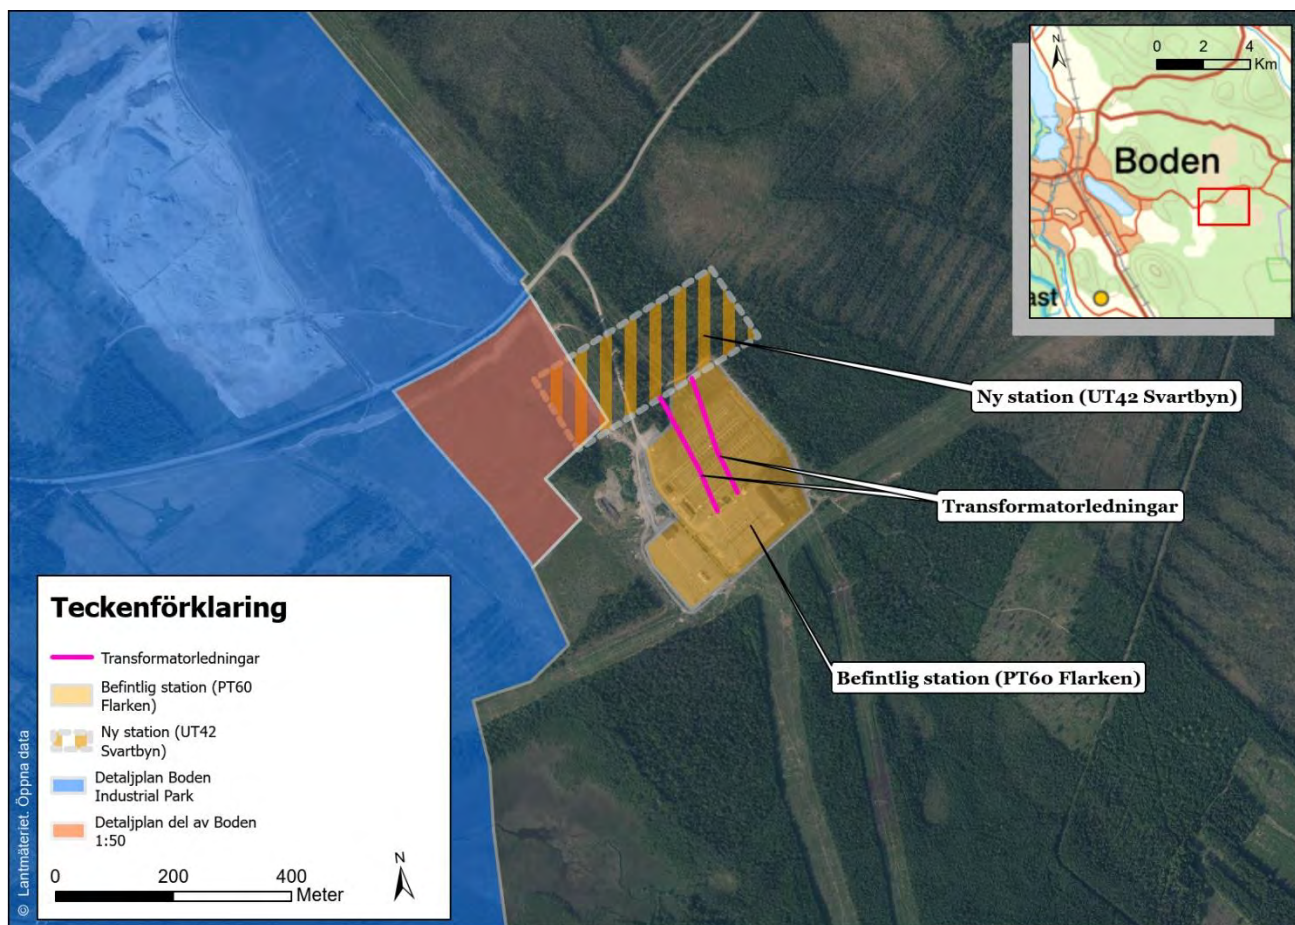 N
0 2 4
Km
Boden
ast
Ny station (UT42 Svartbyn)
Transformatorledningar
Befintlig station (PT60 Flarken)
Teckenförklaring
Transformatorledningar
Befintlig station (PT60
Flarken)
Ny station (UT42
Svartbyn)
Detaljplan Boden
Industrial Park
Detaljplan del av Boden
1:50
N
0 200 400
Meter
© Lantmäteriet. Öppna data